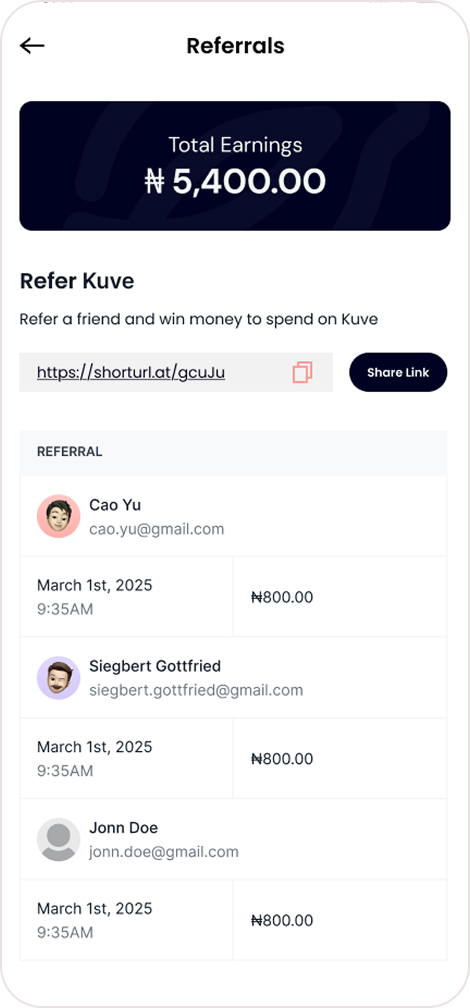 Referrals
Total Earnings
₦ 5,400.00
Refer Kuve
Refer a friend and win money to spend on Kuve
https://shorturl.at/gcuJu
Share Link
REFERRAL
Cao Yu
cao.yu@gmail.com
March 1st, 2025
9:35AM
₦800.00
Siegbert Gottfried
siegbert.gottfried@gmail.com
March 1st, 2025
9:35AM
₦800.00
Jonn Doe
jonn.doe@gmail.com
March 1st, 2025
9:35AM
₦800.00